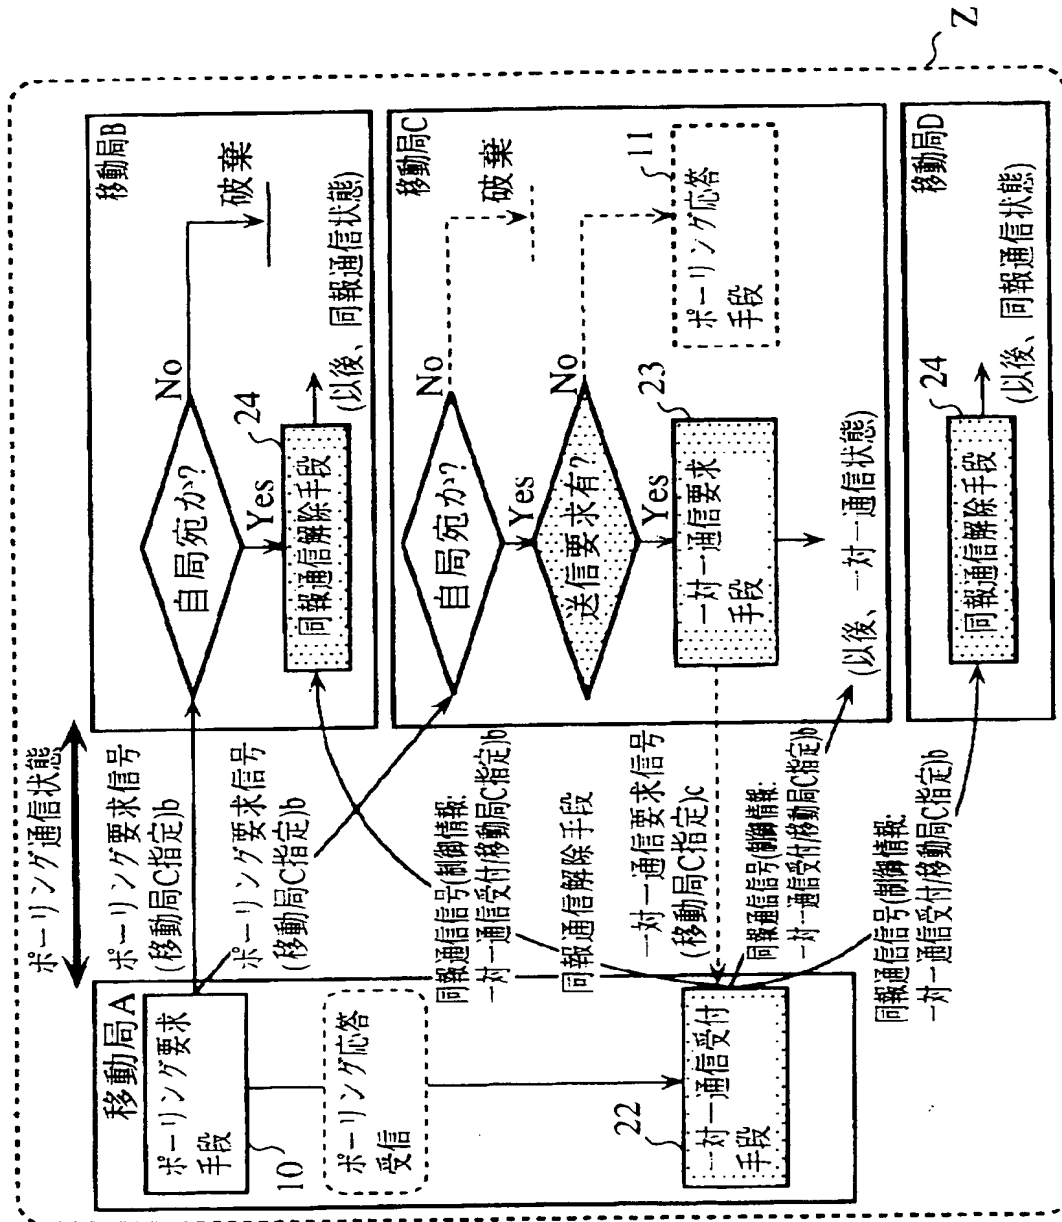 ポーリング通信状態
移動局A
ポーリング要求
手段
10
ポーリング応答
受信
22
一対一通信受付
手段
ポーリング要求信号
(移動局C指定)b
ポーリング要求信号
(移動局C指定)b
同報通信信号(制御情報:
一対一通信受付/移動局C指定)b
同報通信解除手段
一対一通信要求信号
(移動局C指定)c
同報通信信号(制御情報:
一対一通信受付/移動局C指定)b
同報通信信号(制御情報:
一対一通信受付/移動局C指定)b
移動局B
自局宛か?
No
破棄
Yes
24
同報通信解除手段
(以後、同報通信状態)
移動局C
自局宛か?
No
破棄
Yes
送信要求有?
No
11
ポーリング応答
手段
Yes
23
一対一通信要求
手段
(以後、一対一通信状態)
移動局D
24
同報通信解除手段
(以後、同報通信状態)
Z